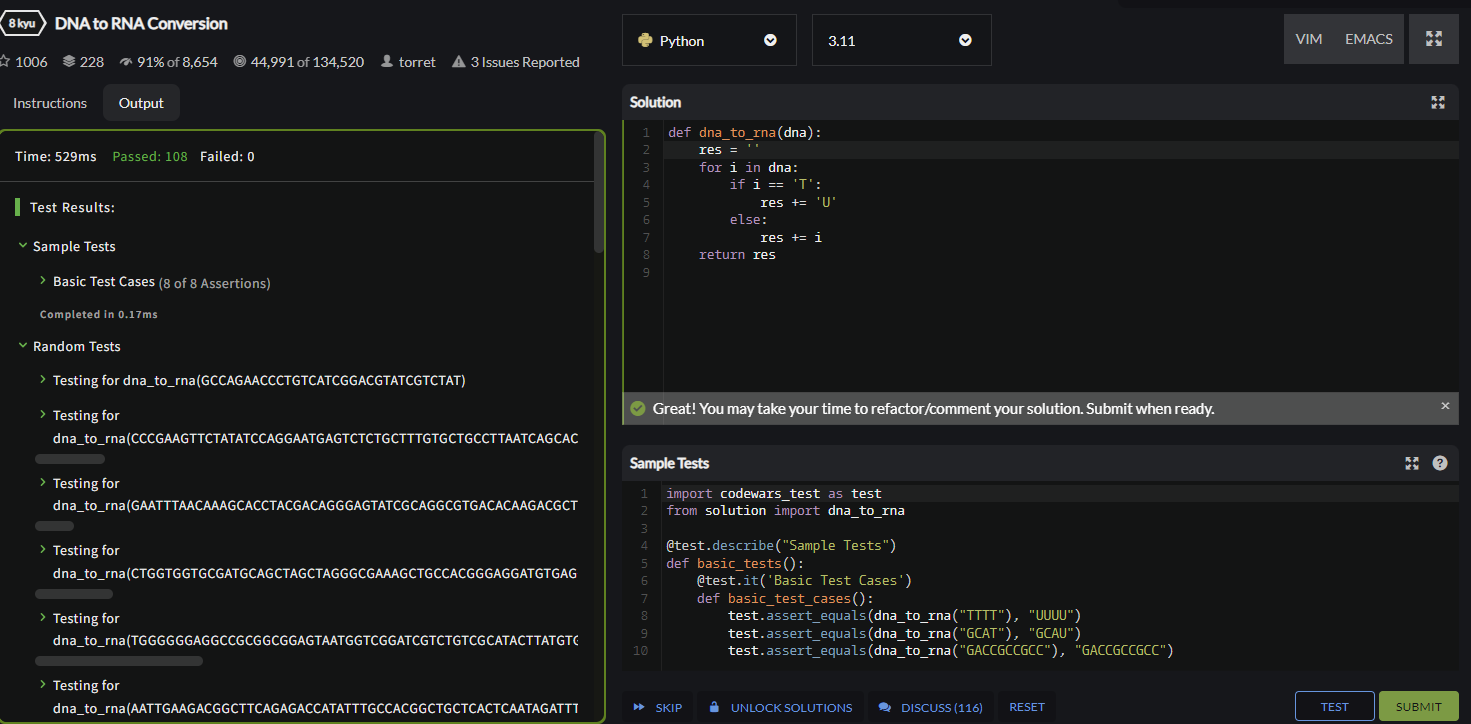 8 kyu DNA to RNA Conversion
1006 228 91% of 8,654 44,991 of 134,520 torret 3 Issues Reported
Instructions Output
Time: 529ms Passed: 108 Failed: 0
Test Results:
Sample Tests
Basic Test Cases (8 of 8 Assertions)
Completed in 0.17ms
Random Tests
Testing for dna_to_rna(GCCAGAACCCTGTCATCGGACGTATCGTCTAT)
Testing for
dna_to_rna(CCCGAAGTTCTATATCCAGGAATGAGTCTCTGCTTTGTGCTGCCTTAATCAGCAC
Testing for
dna_to_rna(GAATTTAACAAAGCACCTACGACAGGGAGTATCGCAGGCGTGACACAAGACGCT
Testing for
dna_to_rna(CTGGTGGTGCGATGCAGCTAGCTAGGGCGAAAGCTGCCACGGGAGGATGTGAG
Testing for
dna_to_rna(TGGGGGGAGGCCGCGGCGGAGTAATGGTCGGATCGTCTGTCGCATACTTATGTG
Testing for
dna_to_rna(AATTGAAGACGGCTTCAGAGACCATATTTGCCACGGCTGCTCACTCAATAGATTT
Python 3.11 VIM EMACS
Solution
1 def dna_to_rna(dna):
2     res = ''
3     for i in dna:
4         if i == 'T':
5             res += 'U'
6         else:
7             res += i
8     return res
9
Great! You may take your time to refactor/comment your solution. Submit when ready. ×
Sample Tests ?
1 import codewars_test as test
2 from solution import dna_to_rna
3
4 @test.describe("Sample Tests")
5 def basic_tests():
6     @test.it('Basic Test Cases')
7     def basic_test_cases():
8         test.assert_equals(dna_to_rna("TTTT"), "UUUU")
9         test.assert_equals(dna_to_rna("GCAT"), "GCAU")
10         test.assert_equals(dna_to_rna("GACCGCCGCC"), "GACCGCCGCC")
SKIP UNLOCK SOLUTIONS DISCUSS (116) RESET TEST SUBMIT